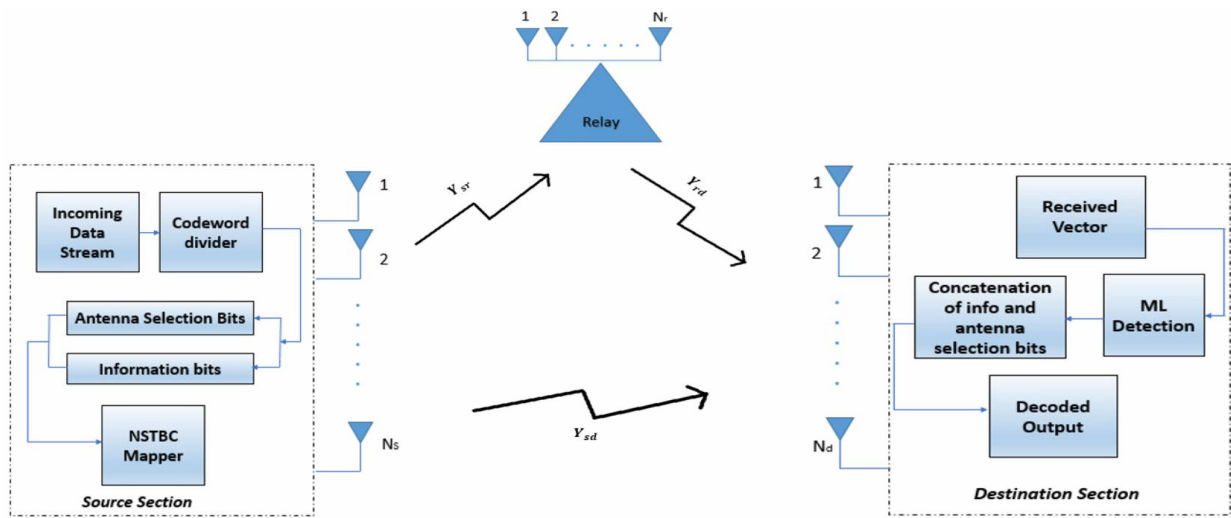 1
2
Nr
Relay
Incoming
Data
Stream
Codeword
divider
Antenna Selection Bits
Information bits
NSTBC
Mapper
Source Section
1
2
Ns
Ysr
Yrd
Ysd
1
2
Nd
Received
Vector
ML
Detection
Concatenation
of info and
antenna
selection bits
Decoded
Output
Destination Section